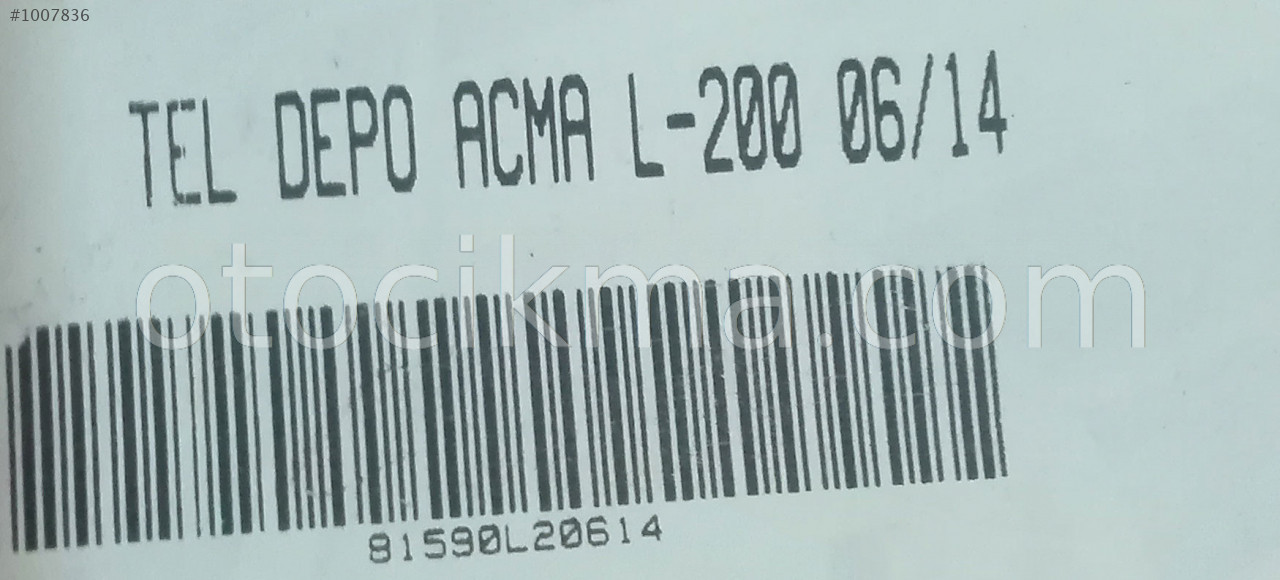 #1007836
TEL DEPO ACMA L-200 06/14
otocikma.com
81590L20614